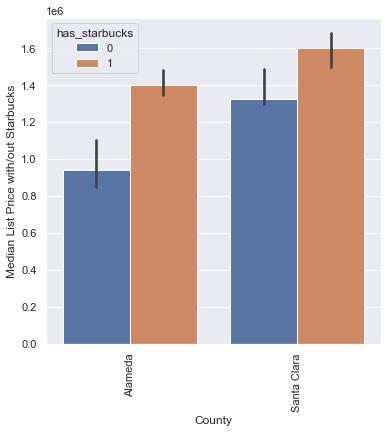 1e6
has_starbucks
0
1
Median List Price with/out Starbucks
1.6
1.4
1.2
1.0
0.8
0.6
0.4
0.2
0.0
Alameda
Santa Clara
County